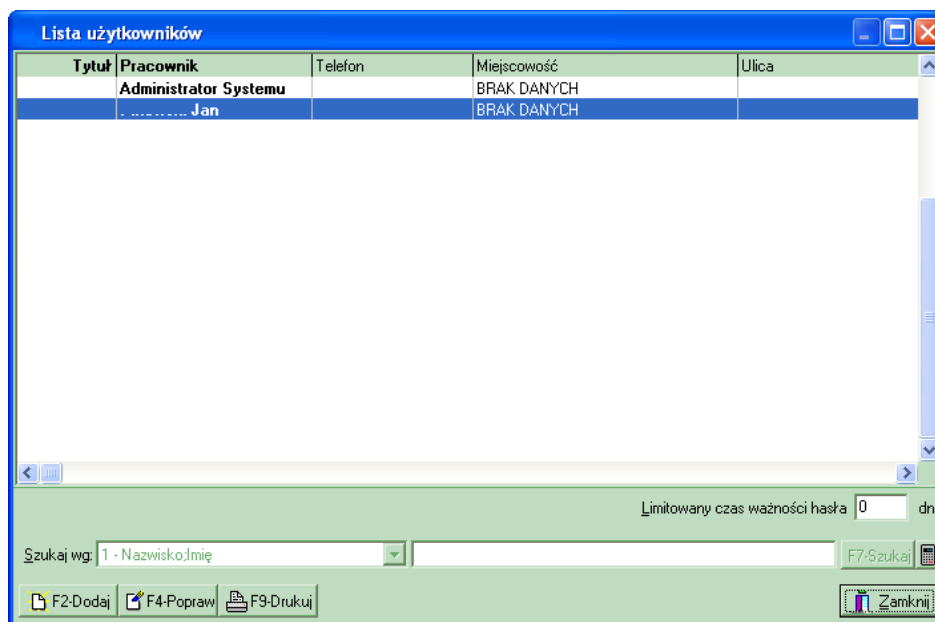 Lista użytkowników
Tytuł Pracownik Telefon Miejscowość Ulica
Administrator Systemu BRAK DANYCH
Jan BRAK DANYCH
Limitowany czas ważności hasła 0 dn
Szukaj wg: 1 - Nazwisko;Imię F7-Szukaj
F2-Dodaj F4-Popraw F9-Drukuj Zamknij